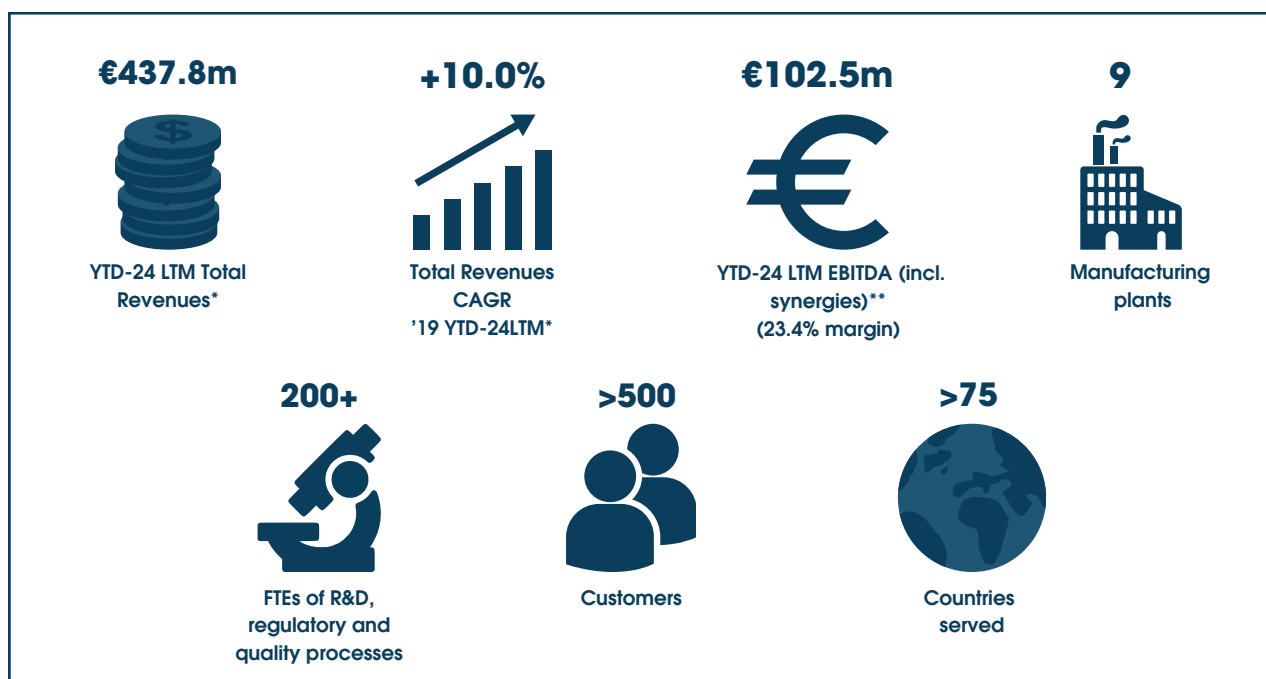 €437.8m
YTD-24 LTM Total
Revenues*
+10.0%
Total Revenues
CAGR
’19 YTD-24LTM*
€102.5m
€
YTD-24 LTM EBITDA (incl.
synergies)**
(23.4% margin)
9
Manufacturing
plants
200+
FTEs of R&D,
regulatory and
quality processes
>500
Customers
>75
Countries
served
$